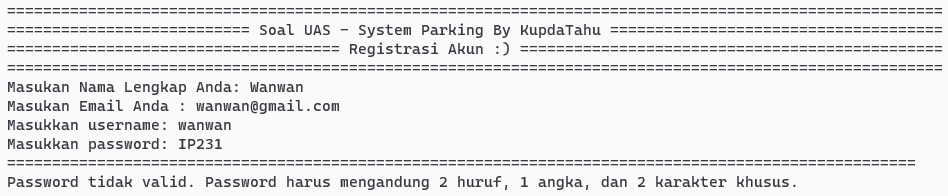 ========================================================================================================
=========================== Soal UAS - System Parking By KupdaTahu =====================================
===================================== Registrasi Akun :) ===============================================
========================================================================================================
Masukan Nama Lengkap Anda: Wanwan
Masukan Email Anda : wanwan@gmail.com
Masukkan username: wanwan
Masukkan password: IP231
=====================================================================================================
Password tidak valid. Password harus mengandung 2 huruf, 1 angka, dan 2 karakter khusus.